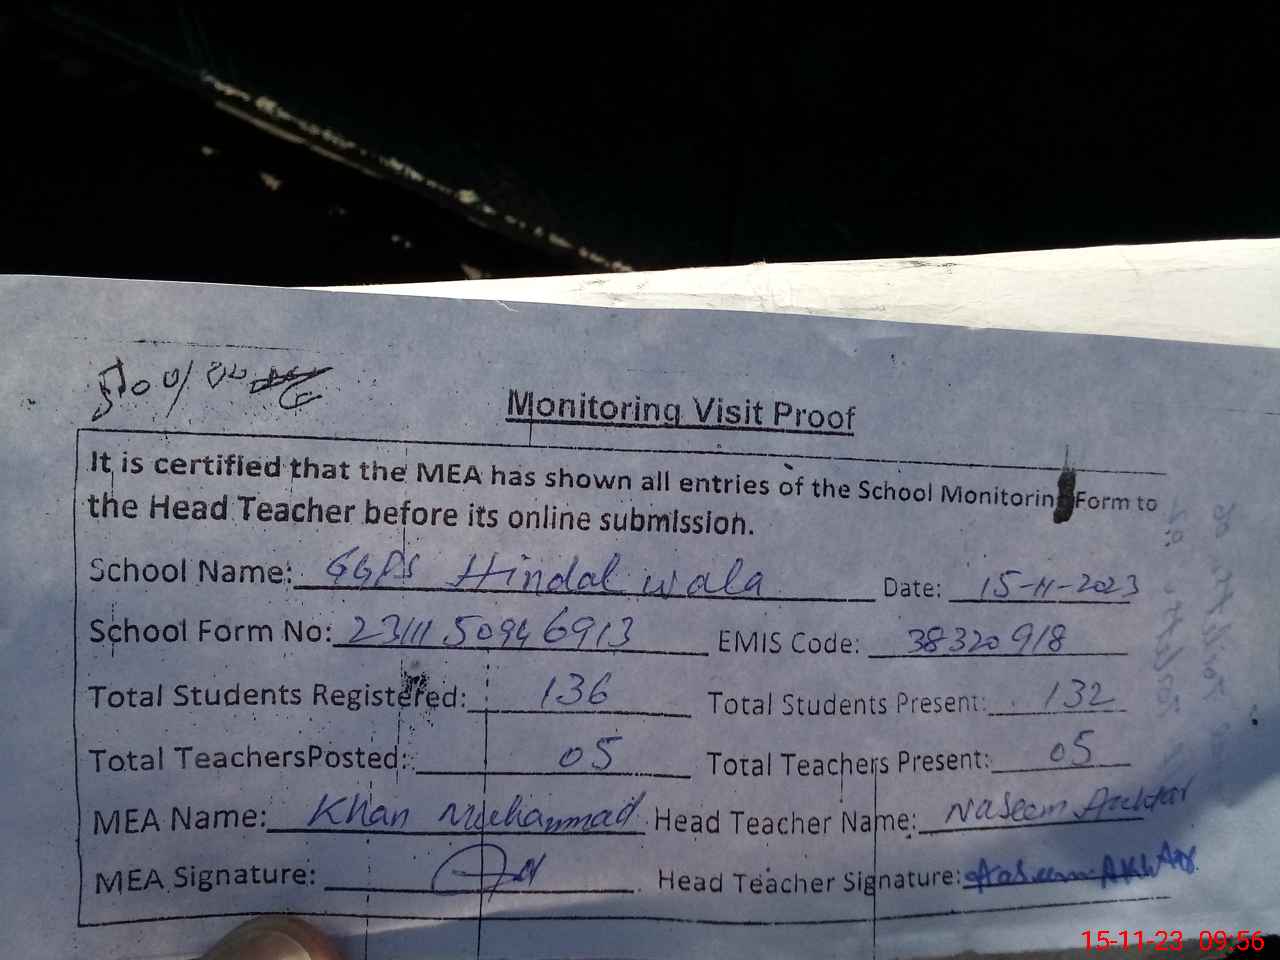 Monitoring Visit Proof
It is certified that the MEA has shown all entries of the School Monitorin Form to
the Head Teacher before its online submission.
School Name: GGPS Hindal wala Date: 15-11-2023
School Form No: 23111 5094 6913 EMIS Code: 38320918
Total Students Registered: 136 Total Students Present: 132
Total TeachersPosted: 05 Total Teachers Present: 05
MEA Name: Khan Muhammad Head Teacher Name: Naseem Akhtar
MEA Signature: Head Teacher Signature: Naseem Akhtar
15-11-23 09:56